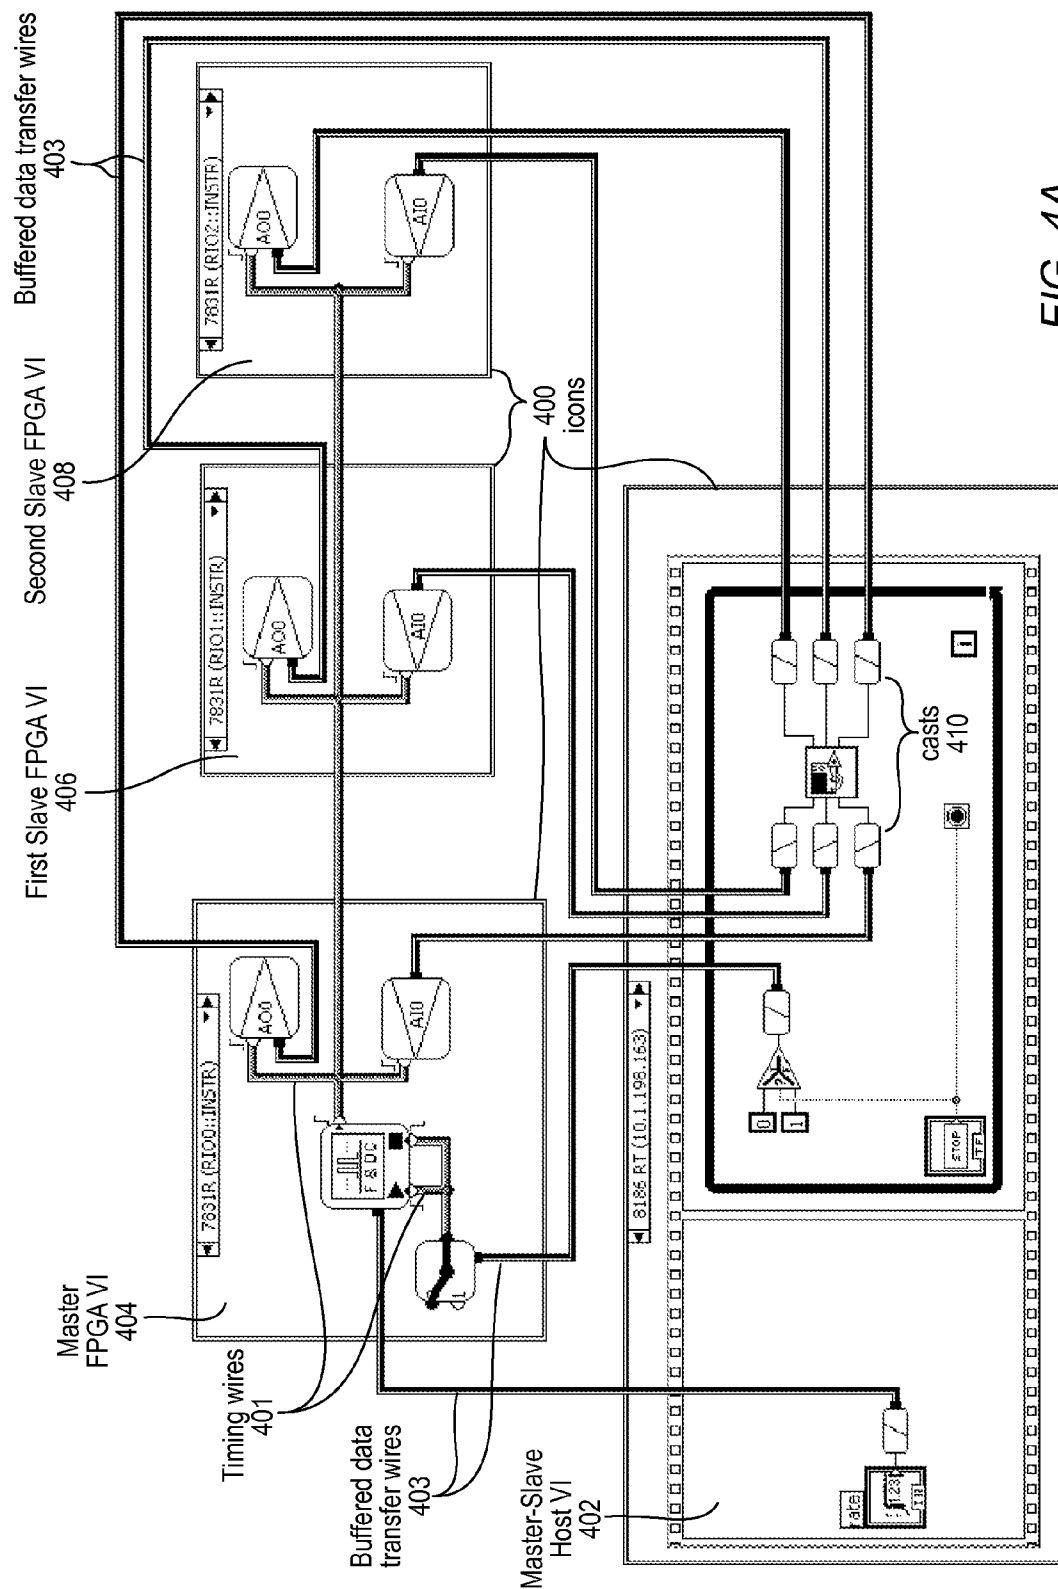 Buffered data transfer wires
403
Second Slave FPGA VI
408
First Slave FPGA VI
406
Master
FPGA VI
404
Timing wires
401
Buffered data
transfer wires
403
Master-Slave
Host VI
402
7831R (RIO0::INSTR)
AO0
AI0
F & DC
7831R (RIO1::INSTR)
AO0
AI0
7831R (RIO2::INSTR)
AO0
AI0
400
icons
8186 RT (10.1.198.163)
rate
1.23
0
1
STOP
TF
i
casts
410
FIG. 4A